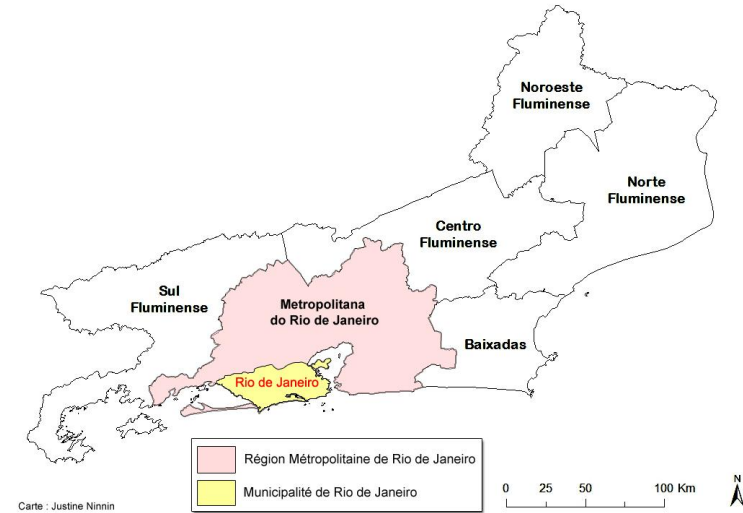 Noroeste
Fluminense
Norte
Fluminense
Centro
Fluminense
Sul
Fluminense
Metropolitana
do Rio de Janeiro
Baixadas
Rio de Janeiro
Région Métropolitaine de Rio de Janeiro
Municipalité de Rio de Janeiro
0 25 50 100 Km
N
Carte : Justine Ninnin